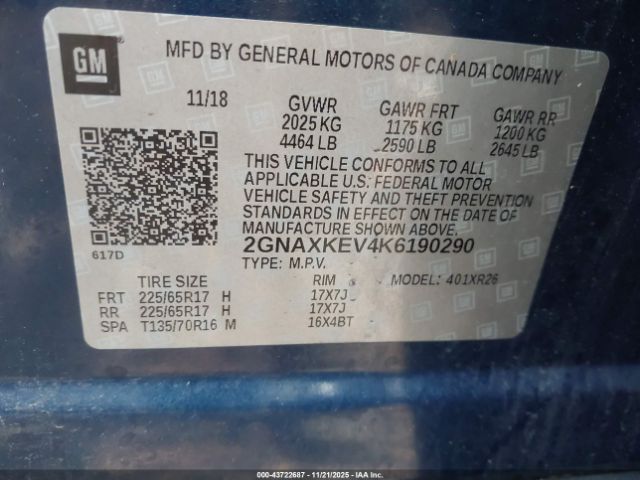 GM
MFD BY GENERAL MOTORS OF CANADA COMPANY
11/18 GVWR GAWR FRT GAWR RR
2025 KG 1175 KG 1200 KG
4464 LB 2590 LB 2645 LB
THIS VEHICLE CONFORMS TO ALL
APPLICABLE U.S. FEDERAL MOTOR
VEHICLE SAFETY AND THEFT PREVENTION
STANDARDS IN EFFECT ON THE DATE OF
MANUFACTURE SHOWN ABOVE.
617D
2GNAXKEV4K6190290
TYPE: M.P.V. MODEL: 401XR26
TIRE SIZE RIM
FRT 225/65R17 H 17X7J
RR 225/65R17 H 17X7J
SPA T135/70R16 M 16X4BT
© 00-43722687 - 11/21/2025 - IAA Inc.